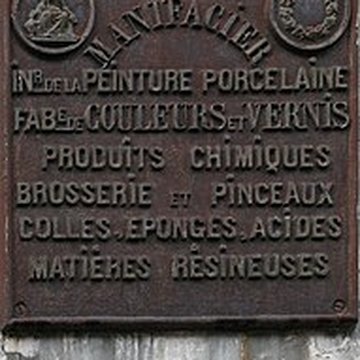 MANIFACIER
INR. DE LA PEINTURE PORCELAINE
FABE. DE COULEURS ET VERNIS
PRODUITS CHIMIQUES
BROSSERIE ET PINCEAUX
COLLES, EPONGES, ACIDES
&
MATIÈRES RÉSINEUSES